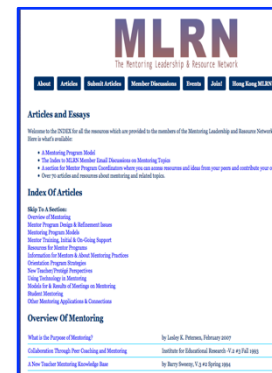 MLRN
The Mentoring Leadership & Resource Network
About Articles Submit Articles Member Discussions Events Join! Hong Kong MLRN
Articles and Essays
Welcome to the INDEX for all the resources which are provided to the members of the Mentoring Leadership and Resource Network
Here is what's available:
A Mentoring Program Model
The Index to MLRN Member Email Discussions on Mentoring Topics
A section for Mentor Program Coordinators where you can access resources and ideas from your peers and contribute your
Over 70 articles and resources about mentoring and related topics.
Index Of Articles
Skip To A Section:
Overview of Mentoring
Mentor Program Design & Refinement Issues
Mentoring Program Models
Mentor Training, Initial & On-Going Support
Resources for Mentor Programs
Information for Mentors & About Mentoring Practices
Orientation Program Strategies
New Teacher/Protégé Perspectives
Using Technology in Mentoring
Models for & Results of Meetings on Mentoring
Student Mentoring
Other Mentoring Applications & Connections
Overview Of Mentoring
What is the Purpose of Mentoring? by Lesley K. Petersen, February 2007
Collaboration Through Peer Coaching and Mentoring Institute for Educational Research -V.2 #3 Fall 1993
A New Teacher Mentoring Knowledge Base by Barry Sweeny, V.3 #2 Spring 1994